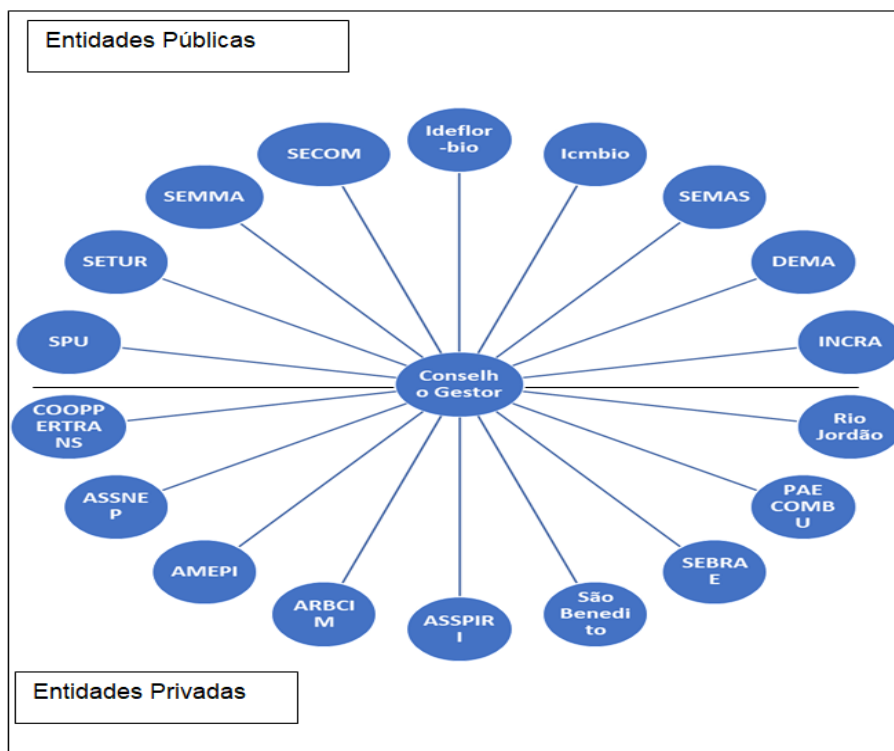 Entidades Públicas
Ideflor
-bio
SECOM
Icmbio
SEMMA
SEMAS
SETUR
DEMA
SPU
INCRA
Conselh
o Gestor
COOPP
ERTRA
NS
Rio
Jordão
ASSNE
P
PAE
COMBU
AMEPI
SEBRA
E
ARBCI
M
ASSPIR
I
São
Benedi
to
Entidades Privadas